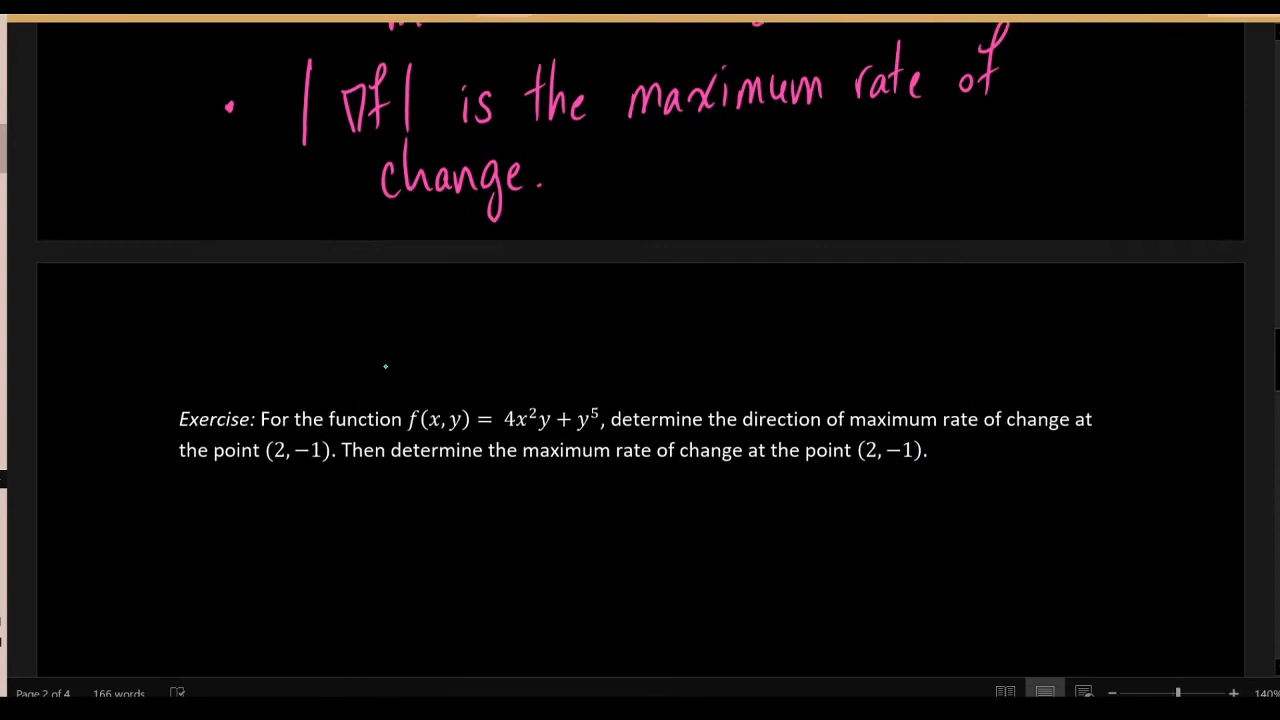 • |∇f| is the maximum rate of
change.
Exercise: For the function f(x, y) = 4x²y + y⁵, determine the direction of maximum rate of change at
the point (2, −1). Then determine the maximum rate of change at the point (2, −1).
Page 2 of 4 166 words 140%